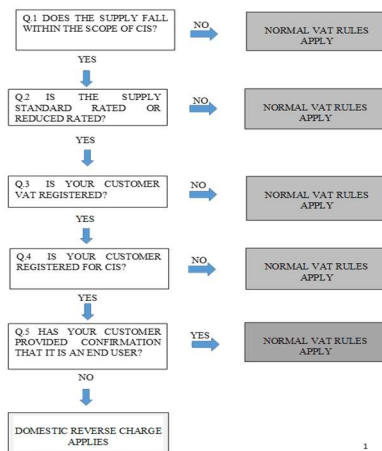 Q.1 DOES THE SUPPLY FALL
WITHIN THE SCOPE OF CIS?
NO
NORMAL VAT RULES
APPLY
YES
Q.2 IS THE SUPPLY
STANDARD RATED OR
REDUCED RATED?
NO
NORMAL VAT RULES
APPLY
YES
Q.3 IS YOUR CUSTOMER
VAT REGISTERED?
NO
NORMAL VAT RULES
APPLY
YES
Q.4 IS YOUR CUSTOMER
REGISTERED FOR CIS?
NO
NORMAL VAT RULES
APPLY
YES
Q.5 HAS YOUR CUSTOMER
PROVIDED CONFIRMATION
THAT IT IS AN END USER?
YES
NORMAL VAT RULES
APPLY
NO
DOMESTIC REVERSE CHARGE
APPLIES
1